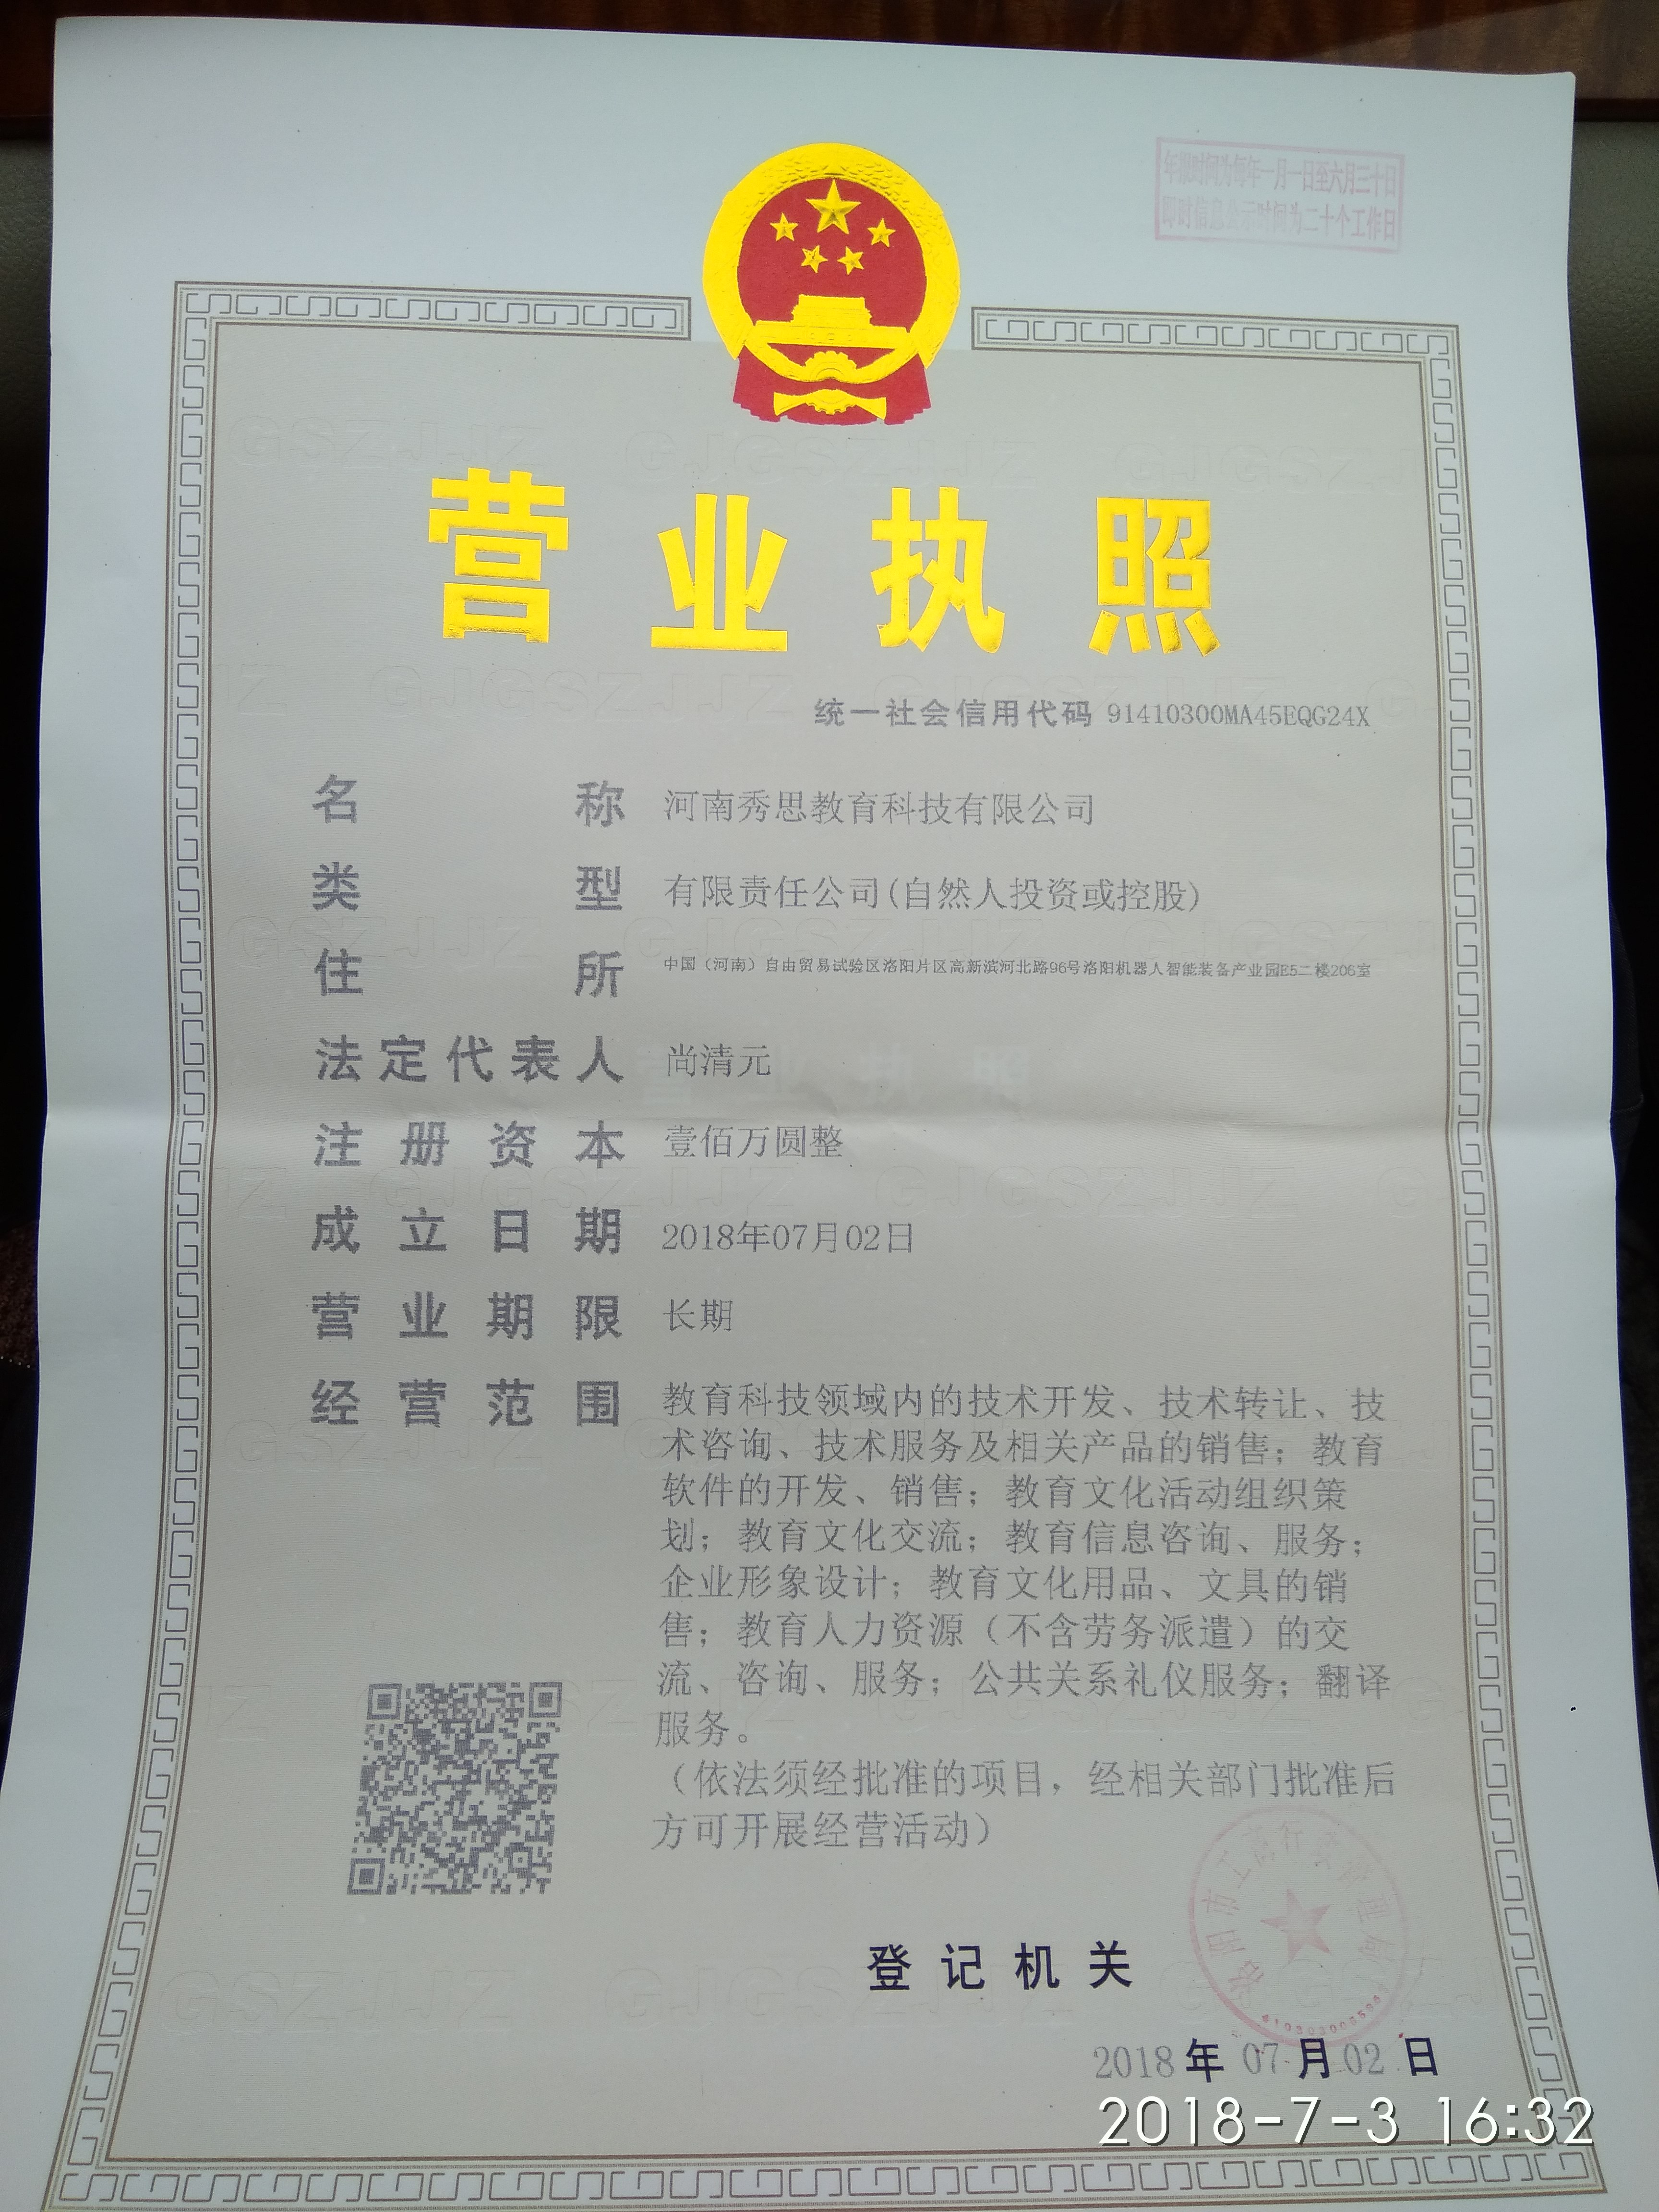 年报时间为每年一月一日至六月三十日
即时信息公示时间为二十个工作日
营业执照
统一社会信用代码 91410300MA45EQG24X
名称 河南秀思教育科技有限公司
类型 有限责任公司(自然人投资或控股)
住所 中国（河南）自由贸易试验区洛阳片区高新滨河北路96号洛阳机器人智能装备产业园E5二楼206室
法定代表人 尚清元
注册资本 壹佰万圆整
成立日期 2018年07月02日
营业期限 长期
经营范围 教育科技领域内的技术开发、技术转让、技
术咨询、技术服务及相关产品的销售；教育
软件的开发、销售；教育文化活动组织策
划；教育文化交流；教育信息咨询、服务；
企业形象设计；教育文化用品、文具的销
售；教育人力资源（不含劳务派遣）的交
流、咨询、服务；公共关系礼仪服务；翻译
服务。
（依法须经批准的项目，经相关部门批准后
方可开展经营活动）
洛阳市工商行政管理局
登记机关
2018年07月02日
2018-7-3 16:32